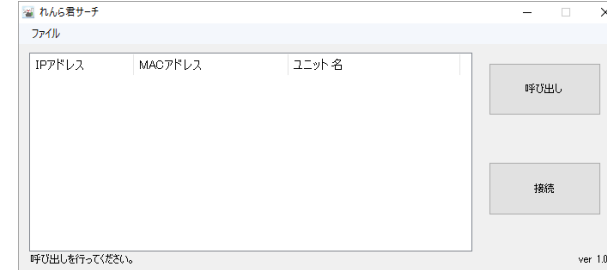 れんら君サーチ
ファイル
IPアドレス MACアドレス ユニット名
呼び出し
接続
呼び出しを行ってください。 ver 1.0